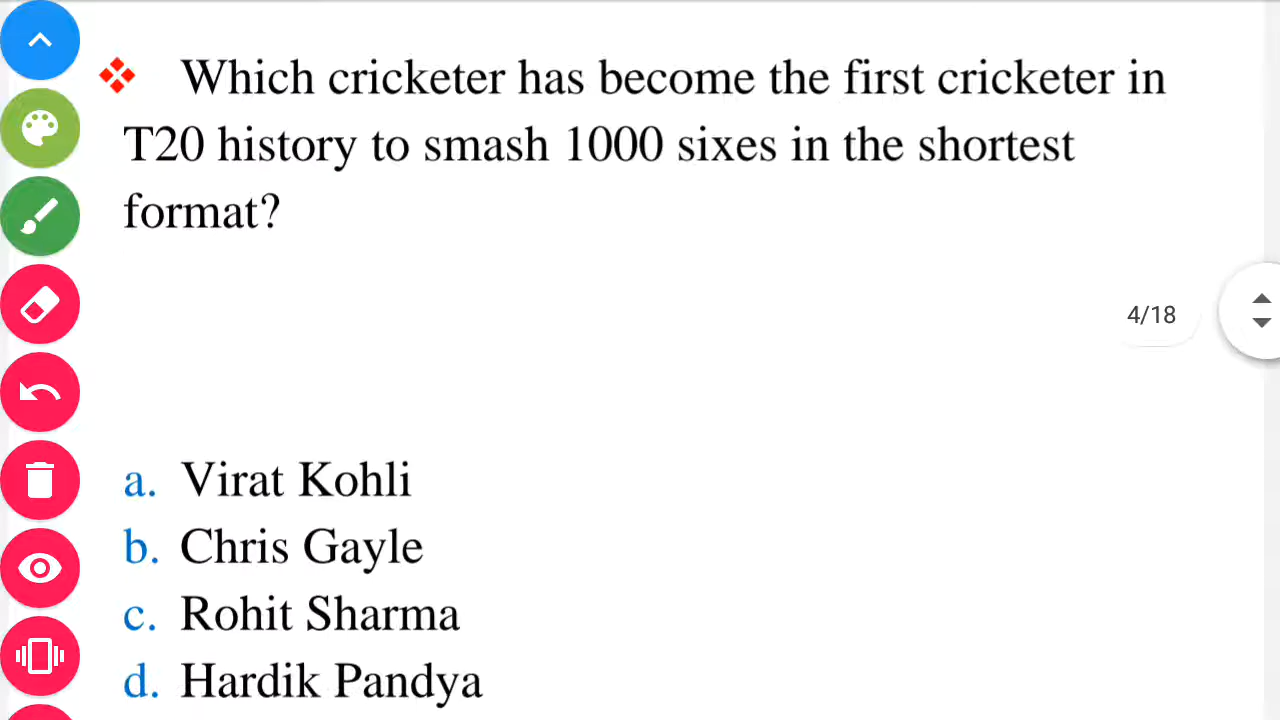 Which cricketer has become the first cricketer in
T20 history to smash 1000 sixes in the shortest
format?
4/18
a. Virat Kohli
b. Chris Gayle
c. Rohit Sharma
d. Hardik Pandya